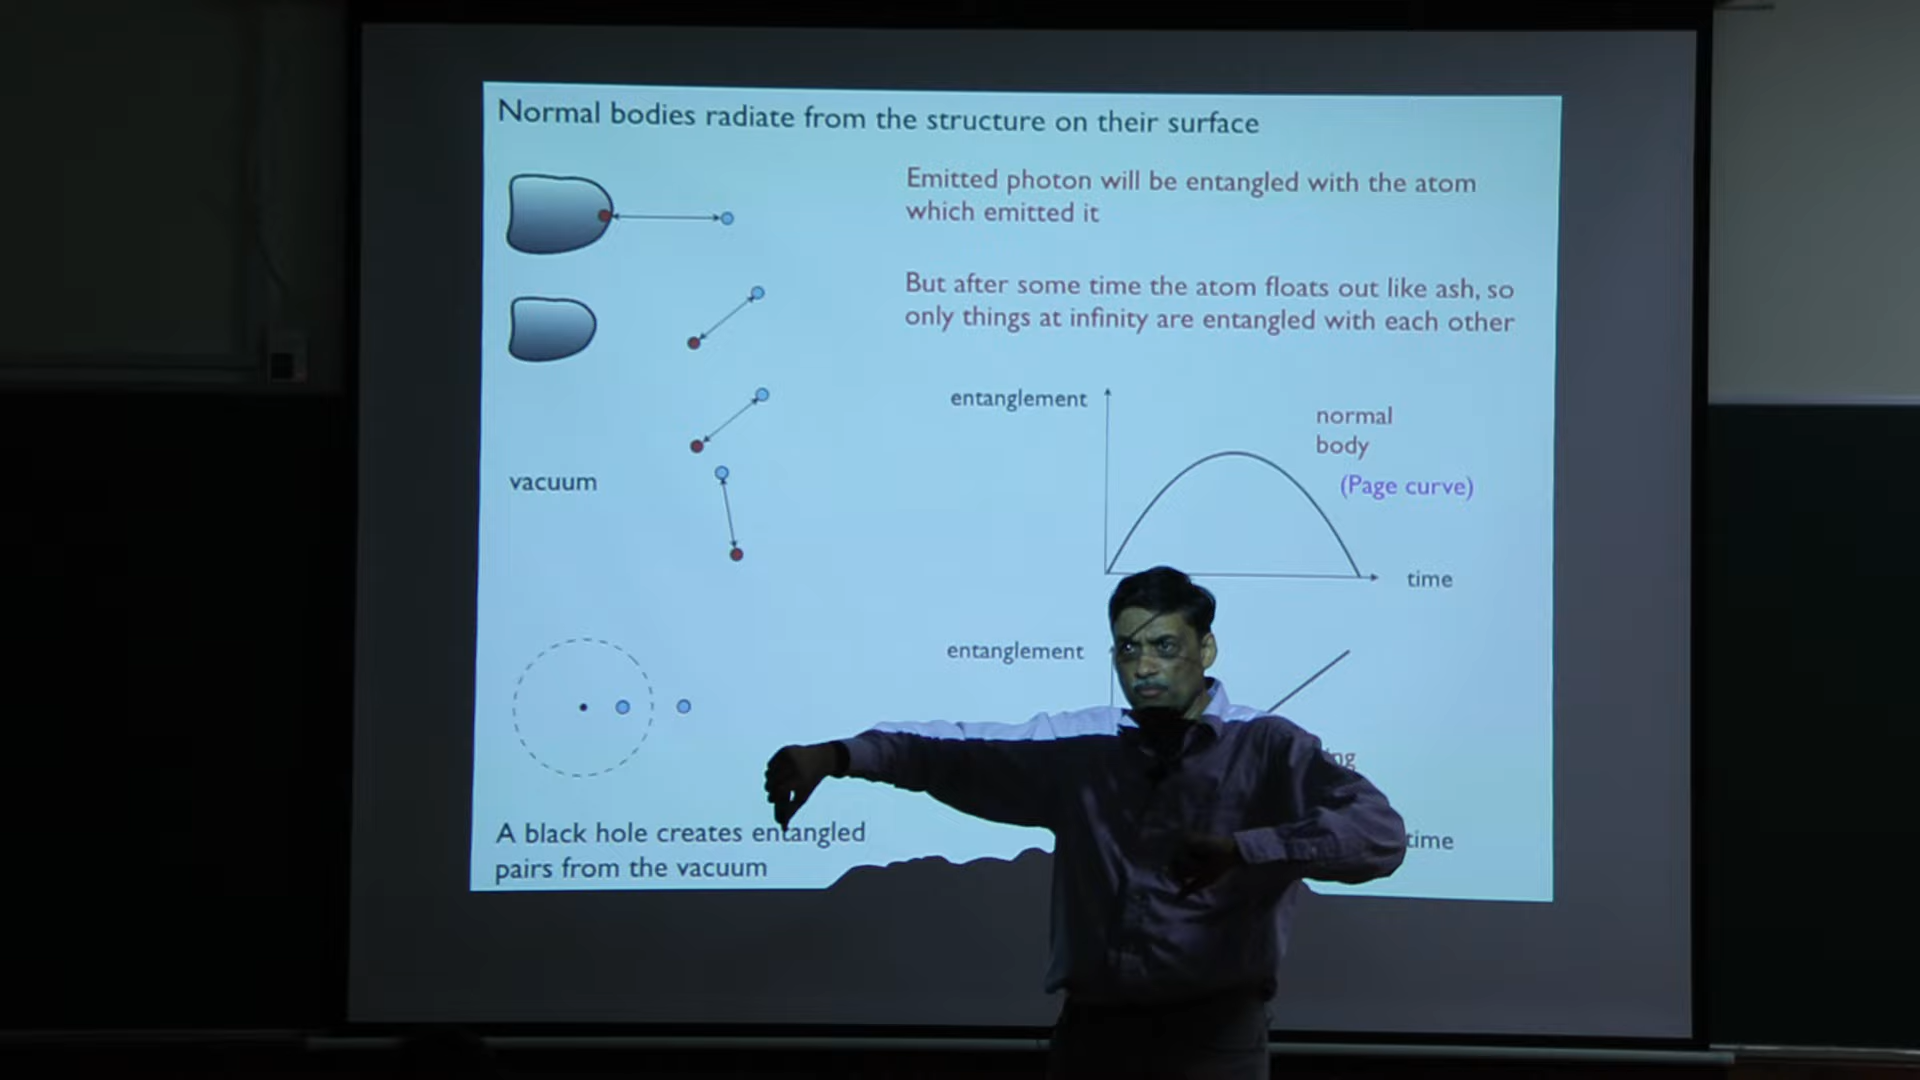 Normal bodies radiate from the structure on their surface
Emitted photon will be entangled with the atom
which emitted it
But after some time the atom floats out like ash, so
only things at infinity are entangled with each other
entanglement
normal
body
(Page curve)
vacuum
time
entanglement
time
A black hole creates entangled
pairs from the vacuum